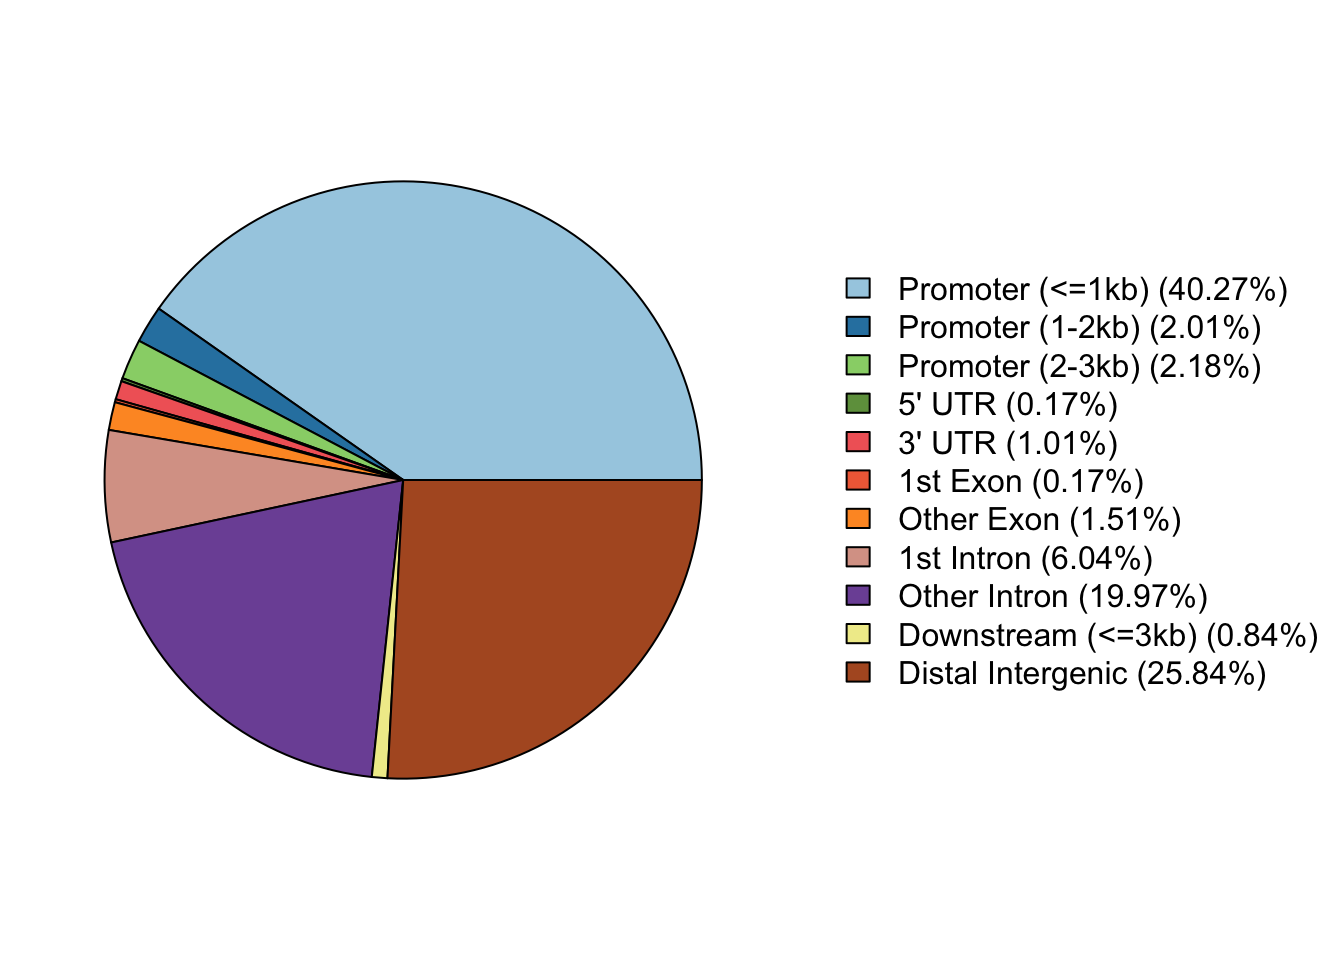 Promoter (<=1kb) (40.27%)
Promoter (1-2kb) (2.01%)
Promoter (2-3kb) (2.18%)
5' UTR (0.17%)
3' UTR (1.01%)
1st Exon (0.17%)
Other Exon (1.51%)
1st Intron (6.04%)
Other Intron (19.97%)
Downstream (<=3kb) (0.84%)
Distal Intergenic (25.84%)